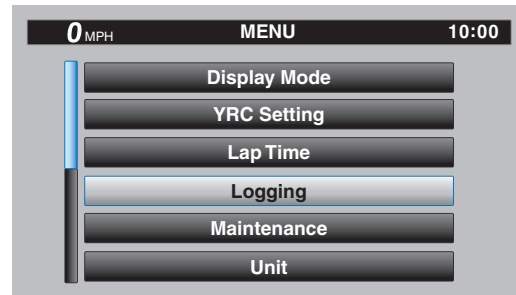 0 MPH MENU 10:00
Display Mode
YRC Setting
Lap Time
Logging
Maintenance
Unit